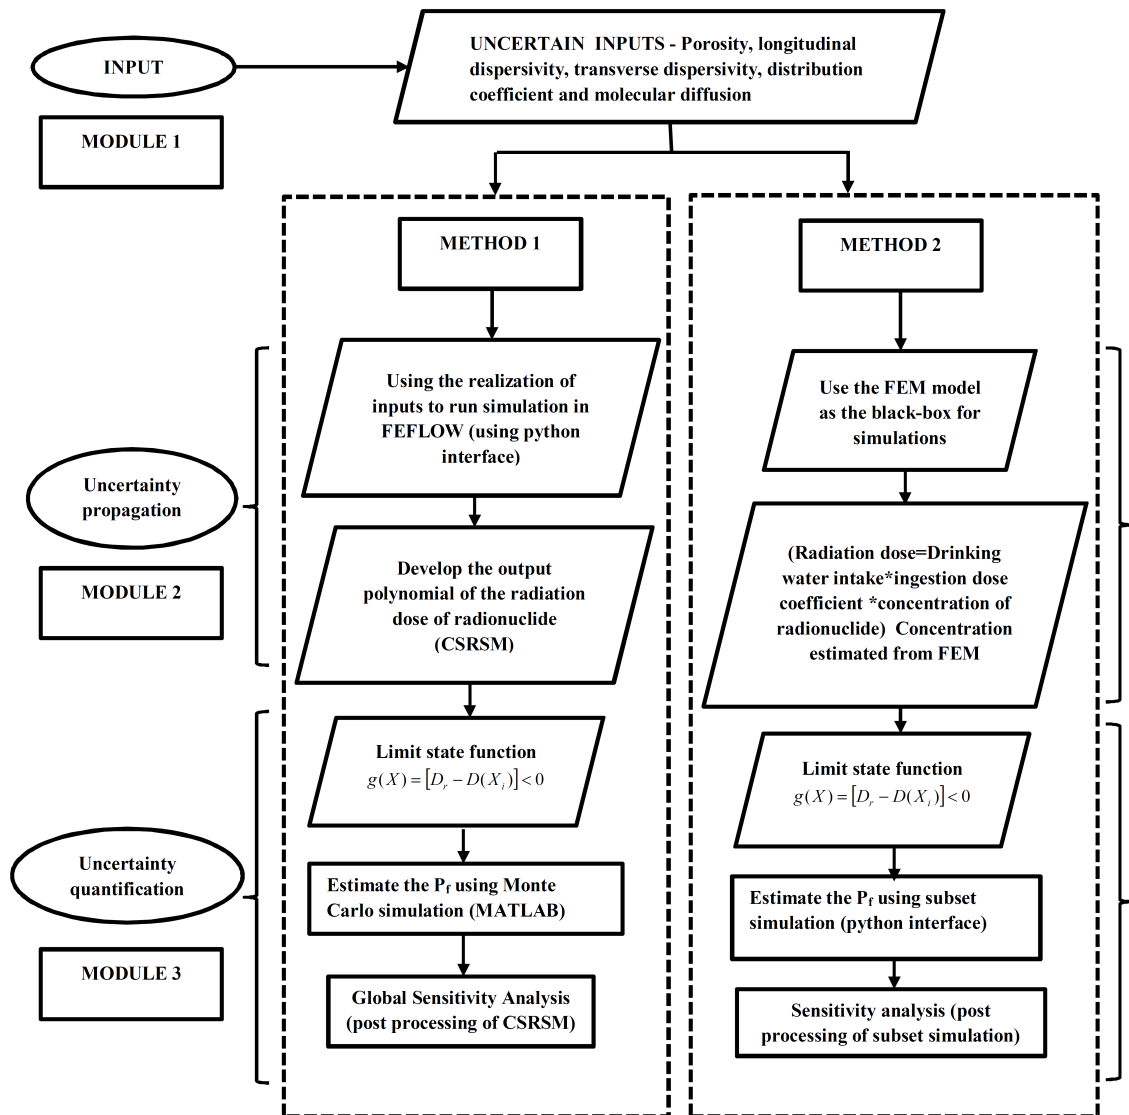 INPUT
UNCERTAIN INPUTS - Porosity, longitudinal
dispersivity, transverse dispersivity, distribution
coefficient and molecular diffusion
MODULE 1
METHOD 1
Using the realization of
inputs to run simulation in
FEFLOW (using python
interface)
Develop the output
polynomial of the radiation
dose of radionuclide
(CSRSM)
Limit state function
g(X) = [D_r − D(X_i)] < 0
Estimate the P_f using Monte
Carlo simulation (MATLAB)
Global Sensitivity Analysis
(post processing of CSRSM)
METHOD 2
Use the FEM model
as the black-box for
simulations
(Radiation dose=Drinking
water intake*ingestion dose
coefficient *concentration of
radionuclide) Concentration
estimated from FEM
Limit state function
g(X) = [D_r − D(X_i)] < 0
Estimate the P_f using subset
simulation (python interface)
Sensitivity analysis (post
processing of subset simulation)
Uncertainty
propagation
MODULE 2
Uncertainty
quantification
MODULE 3